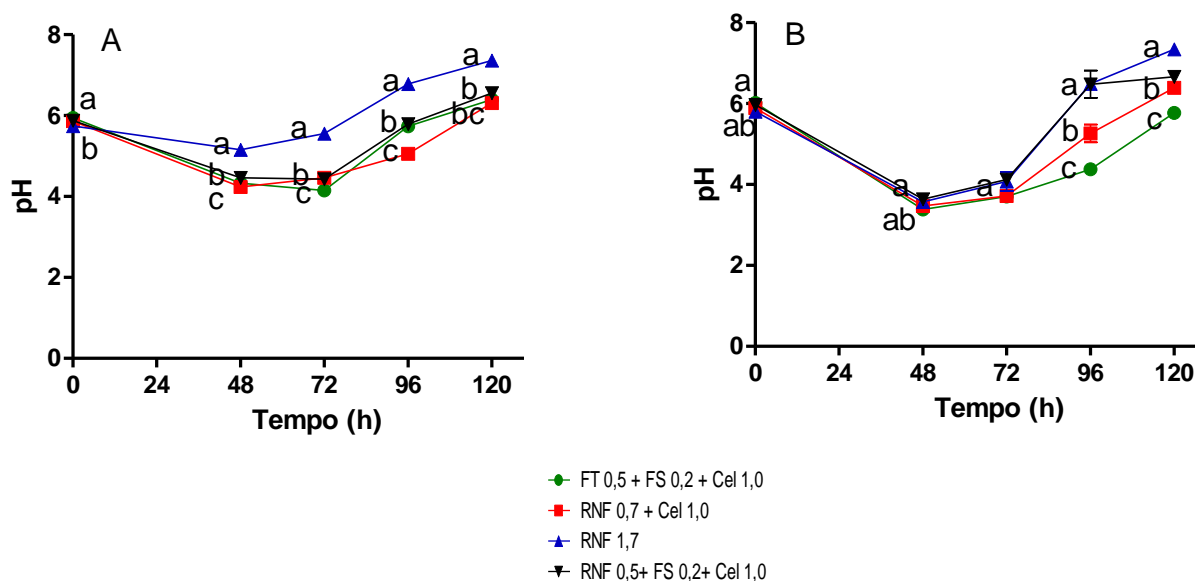 A
pH
8
6
4
2
0
a
b
a
b
c
a
b
c
a
b
c
a
b
bc
0 24 48 72 96 120
Tempo (h)
B
pH
8
6
4
2
0
a
ab
a
ab
a
a
b
c
a
b
c
0 24 48 72 96 120
Tempo (h)
FT 0,5 + FS 0,2 + Cel 1,0
RNF 0,7 + Cel 1,0
RNF 1,7
RNF 0,5+ FS 0,2+ Cel 1,0